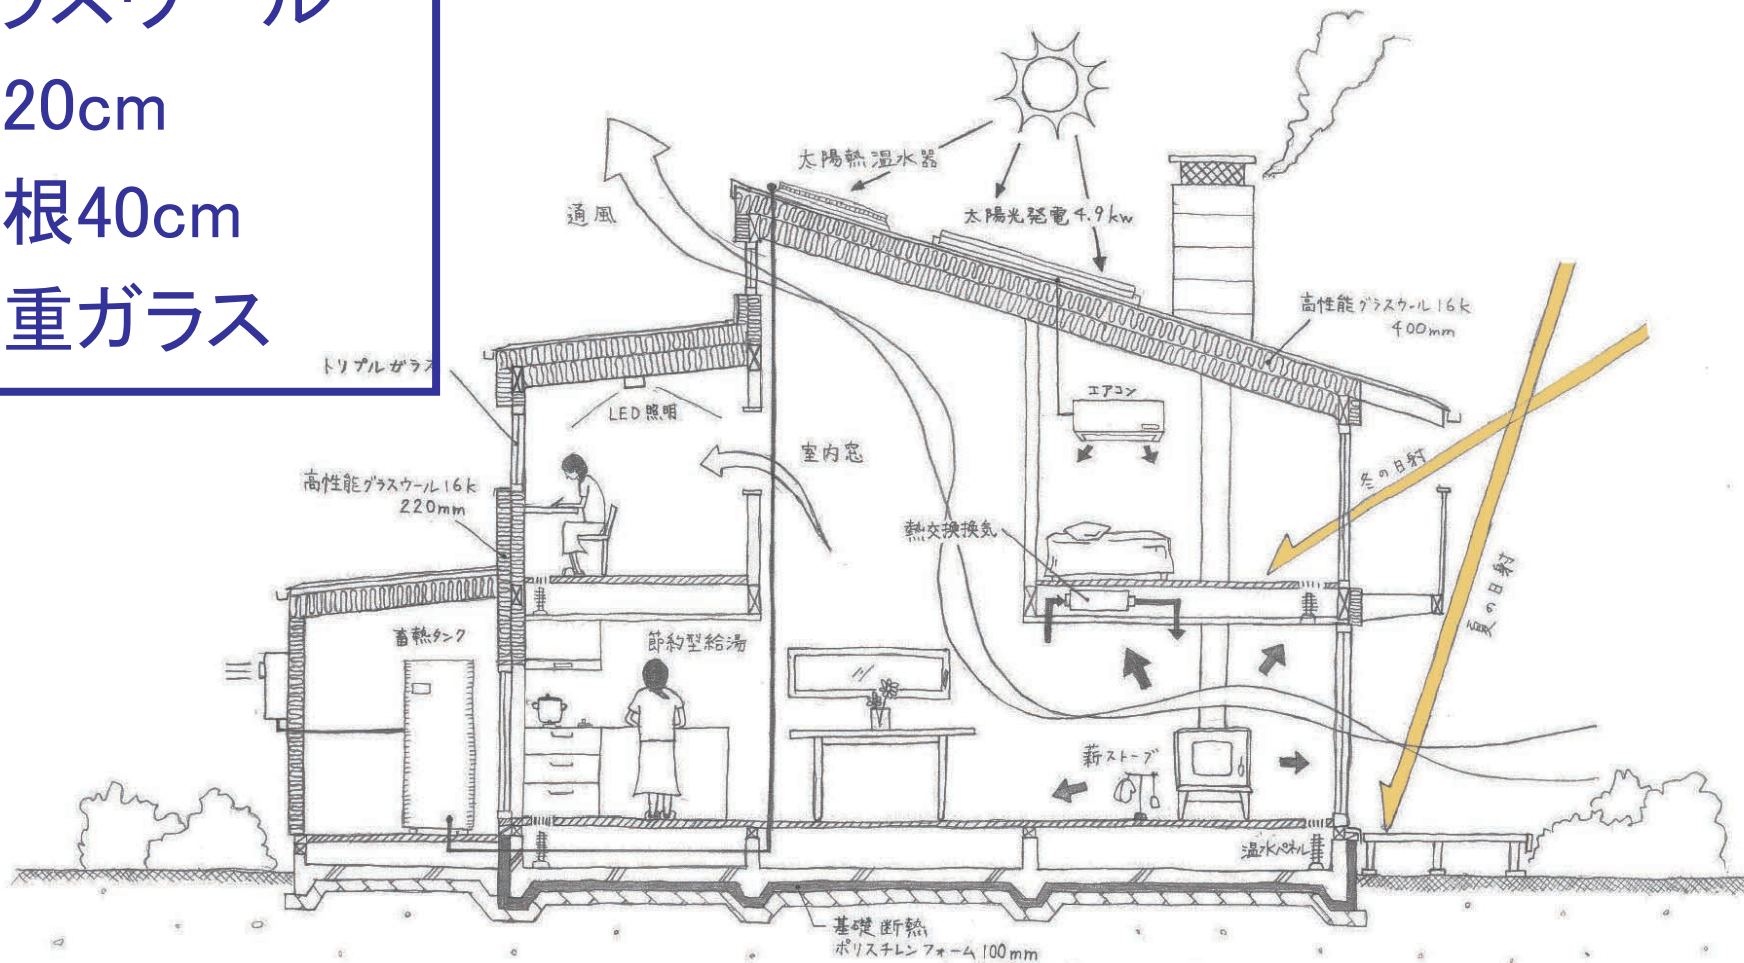 ラスウール
20cm
根40cm
重ガラス
太陽熱温水器
通風
太陽光発電 4.9kw
高性能グラスウール16k
400mm
トリプルガラス
LED照明
エアコン
室内窓
冬の日射
高性能グラスウール16k
220mm
熱交換換気
夏の日射
蓄熱タンク
節約型給湯
薪ストーブ
温水パネル
基礎断熱
ポリスチレンフォーム100mm